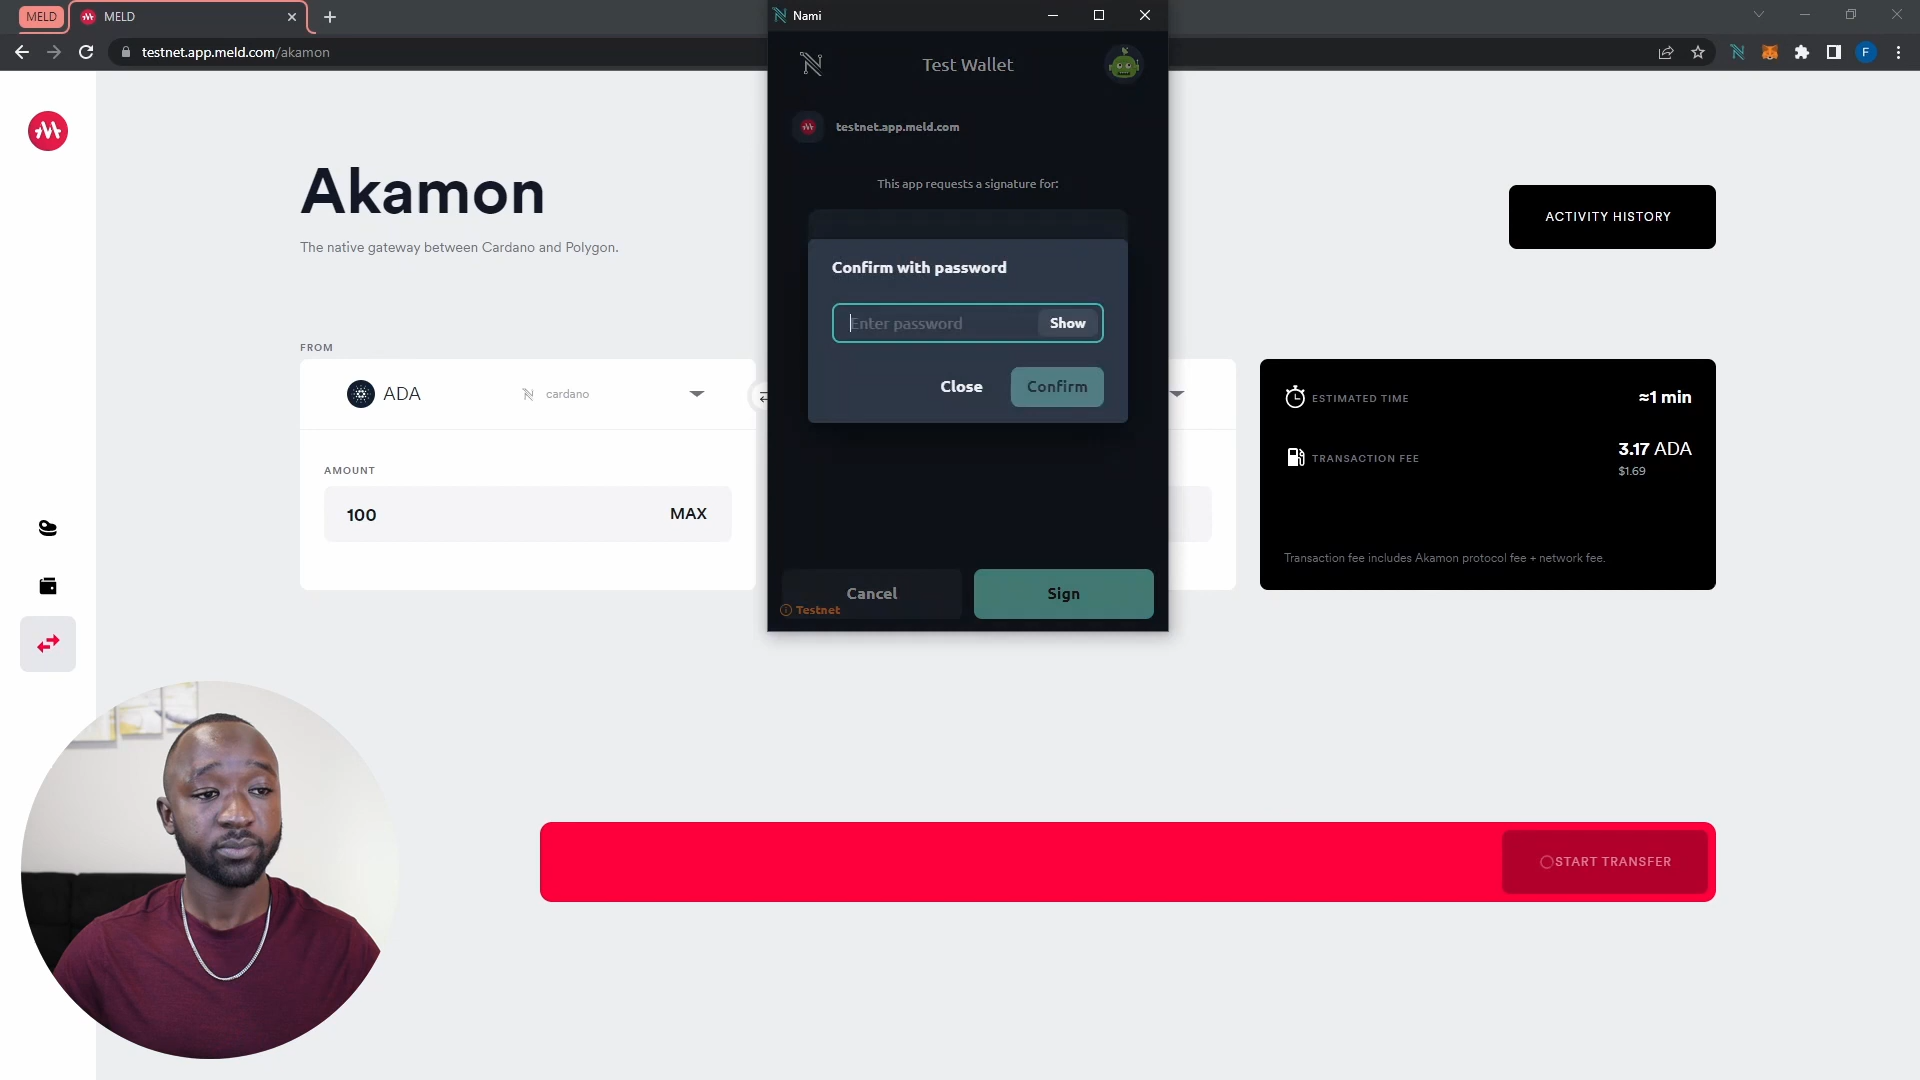 MELD
MELD
testnet.app.meld.com/akamon
F
Nami
Test Wallet
testnet.app.meld.com
This app requests a signature for:
Confirm with password
Enter password
Show
Close
Confirm
Cancel
Sign
Testnet
Akamon
The native gateway between Cardano and Polygon.
ACTIVITY HISTORY
FROM
ADA
cardano
AMOUNT
100
MAX
ESTIMATED TIME
≈1 min
TRANSACTION FEE
3.17 ADA
$1.69
Transaction fee includes Akamon protocol fee + network fee.
START TRANSFER